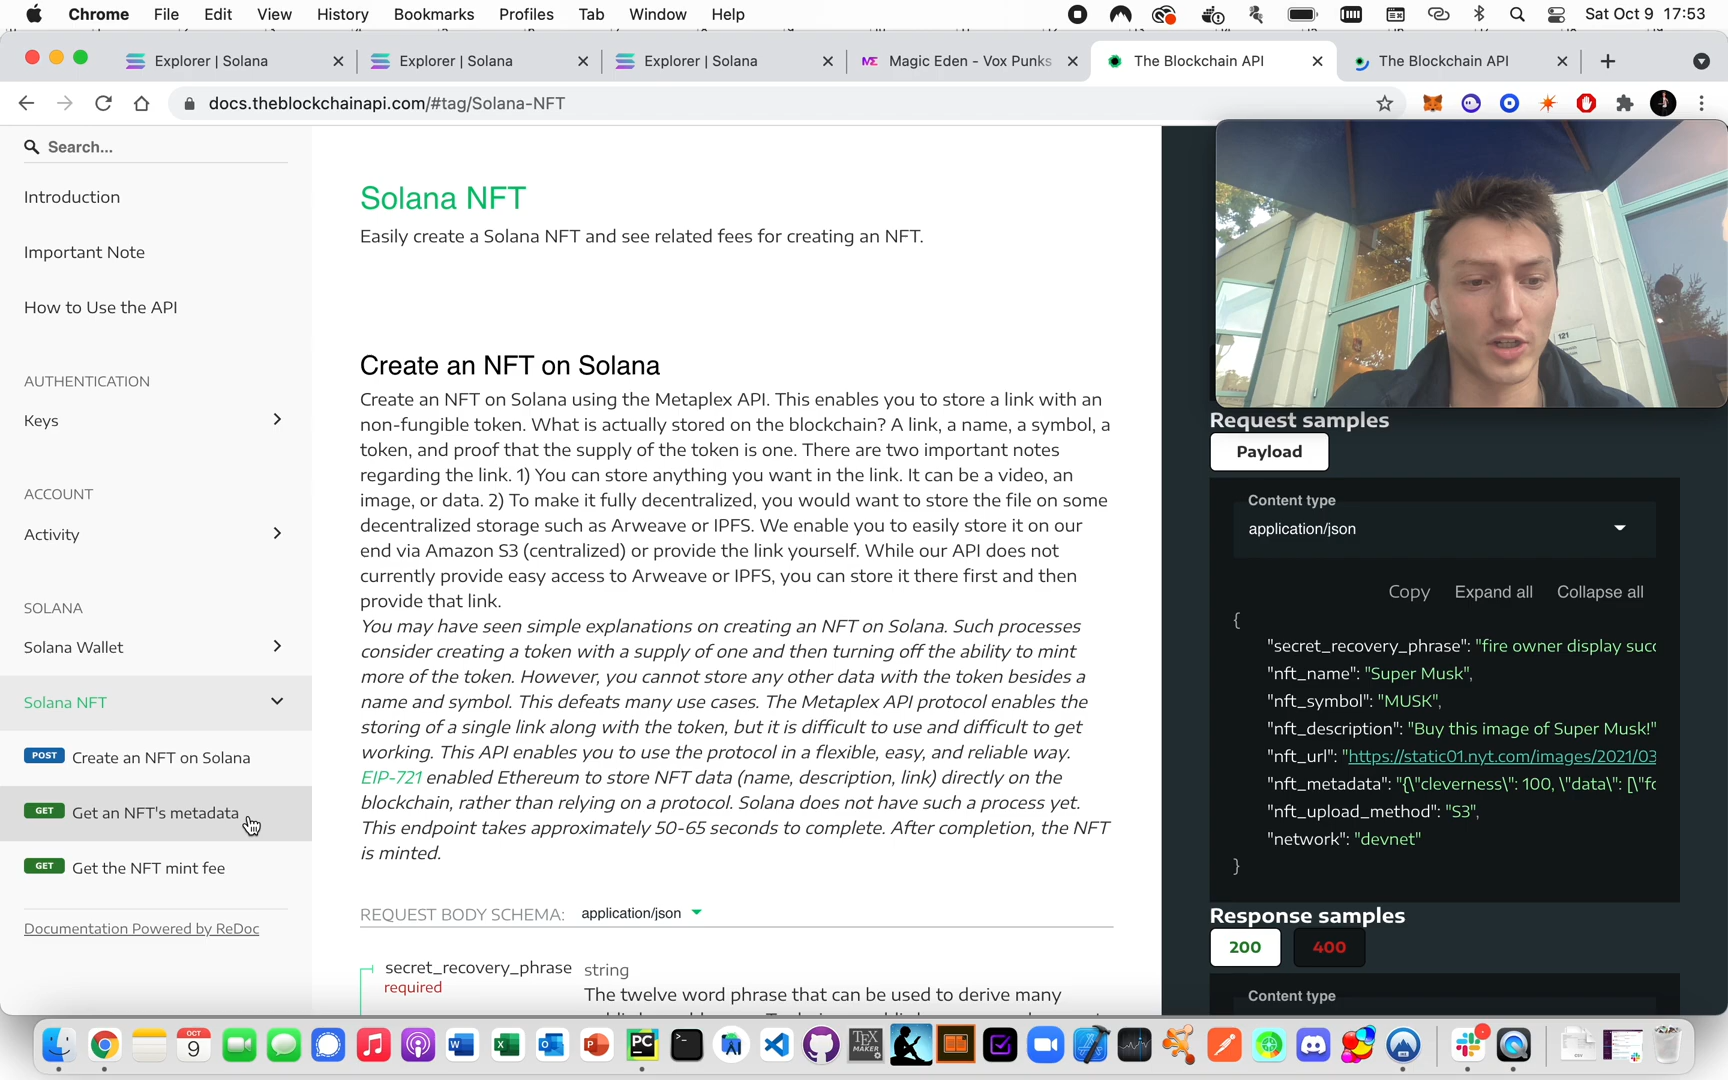 Chrome File Edit View History Bookmarks Profiles Tab Window Help Sat Oct 9 17:53
Explorer | Solana Explorer | Solana Explorer | Solana Magic Eden - Vox Punks The Blockchain API The Blockchain API
docs.theblockchainapi.com/#tag/Solana-NFT
Search...
Introduction
Important Note
How to Use the API
AUTHENTICATION
Keys
ACCOUNT
Activity
SOLANA
Solana Wallet
Solana NFT
POST Create an NFT on Solana
GET Get an NFT's metadata
GET Get the NFT mint fee
Documentation Powered by ReDoc
Solana NFT
Easily create a Solana NFT and see related fees for creating an NFT.
Create an NFT on Solana
Create an NFT on Solana using the Metaplex API. This enables you to store a link with an
non-fungible token. What is actually stored on the blockchain? A link, a name, a symbol, a
token, and proof that the supply of the token is one. There are two important notes
regarding the link. 1) You can store anything you want in the link. It can be a video, an
image, or data. 2) To make it fully decentralized, you would want to store the file on some
decentralized storage such as Arweave or IPFS. We enable you to easily store it on our
end via Amazon S3 (centralized) or provide the link yourself. While our API does not
currently provide easy access to Arweave or IPFS, you can store it there first and then
provide that link.
You may have seen simple explanations on creating an NFT on Solana. Such processes
consider creating a token with a supply of one and then turning off the ability to mint
more of the token. However, you cannot store any other data with the token besides a
name and symbol. This defeats many use cases. The Metaplex API protocol enables the
storing of a single link along with the token, but it is difficult to use and difficult to get
working. This API enables you to use the protocol in a flexible, easy, and reliable way.
EIP-721 enabled Ethereum to store NFT data (name, description, link) directly on the
blockchain, rather than relying on a protocol. Solana does not have such a process yet.
This endpoint takes approximately 50-65 seconds to complete. After completion, the NFT
is minted.
REQUEST BODY SCHEMA: application/json
secret_recovery_phrase string
required
The twelve word phrase that can be used to derive many
121
Request samples
Payload
Content type
application/json
Copy Expand all Collapse all
{
"secret_recovery_phrase": "fire owner display succ
"nft_name": "Super Musk",
"nft_symbol": "MUSK",
"nft_description": "Buy this image of Super Musk!"
"nft_url": "https://static01.nyt.com/images/2021/03
"nft_metadata": "{\"cleverness\": 100, \"data\": [\"fo
"nft_upload_method": "S3",
"network": "devnet"
}
Response samples
200 400
Content type
OCT
9